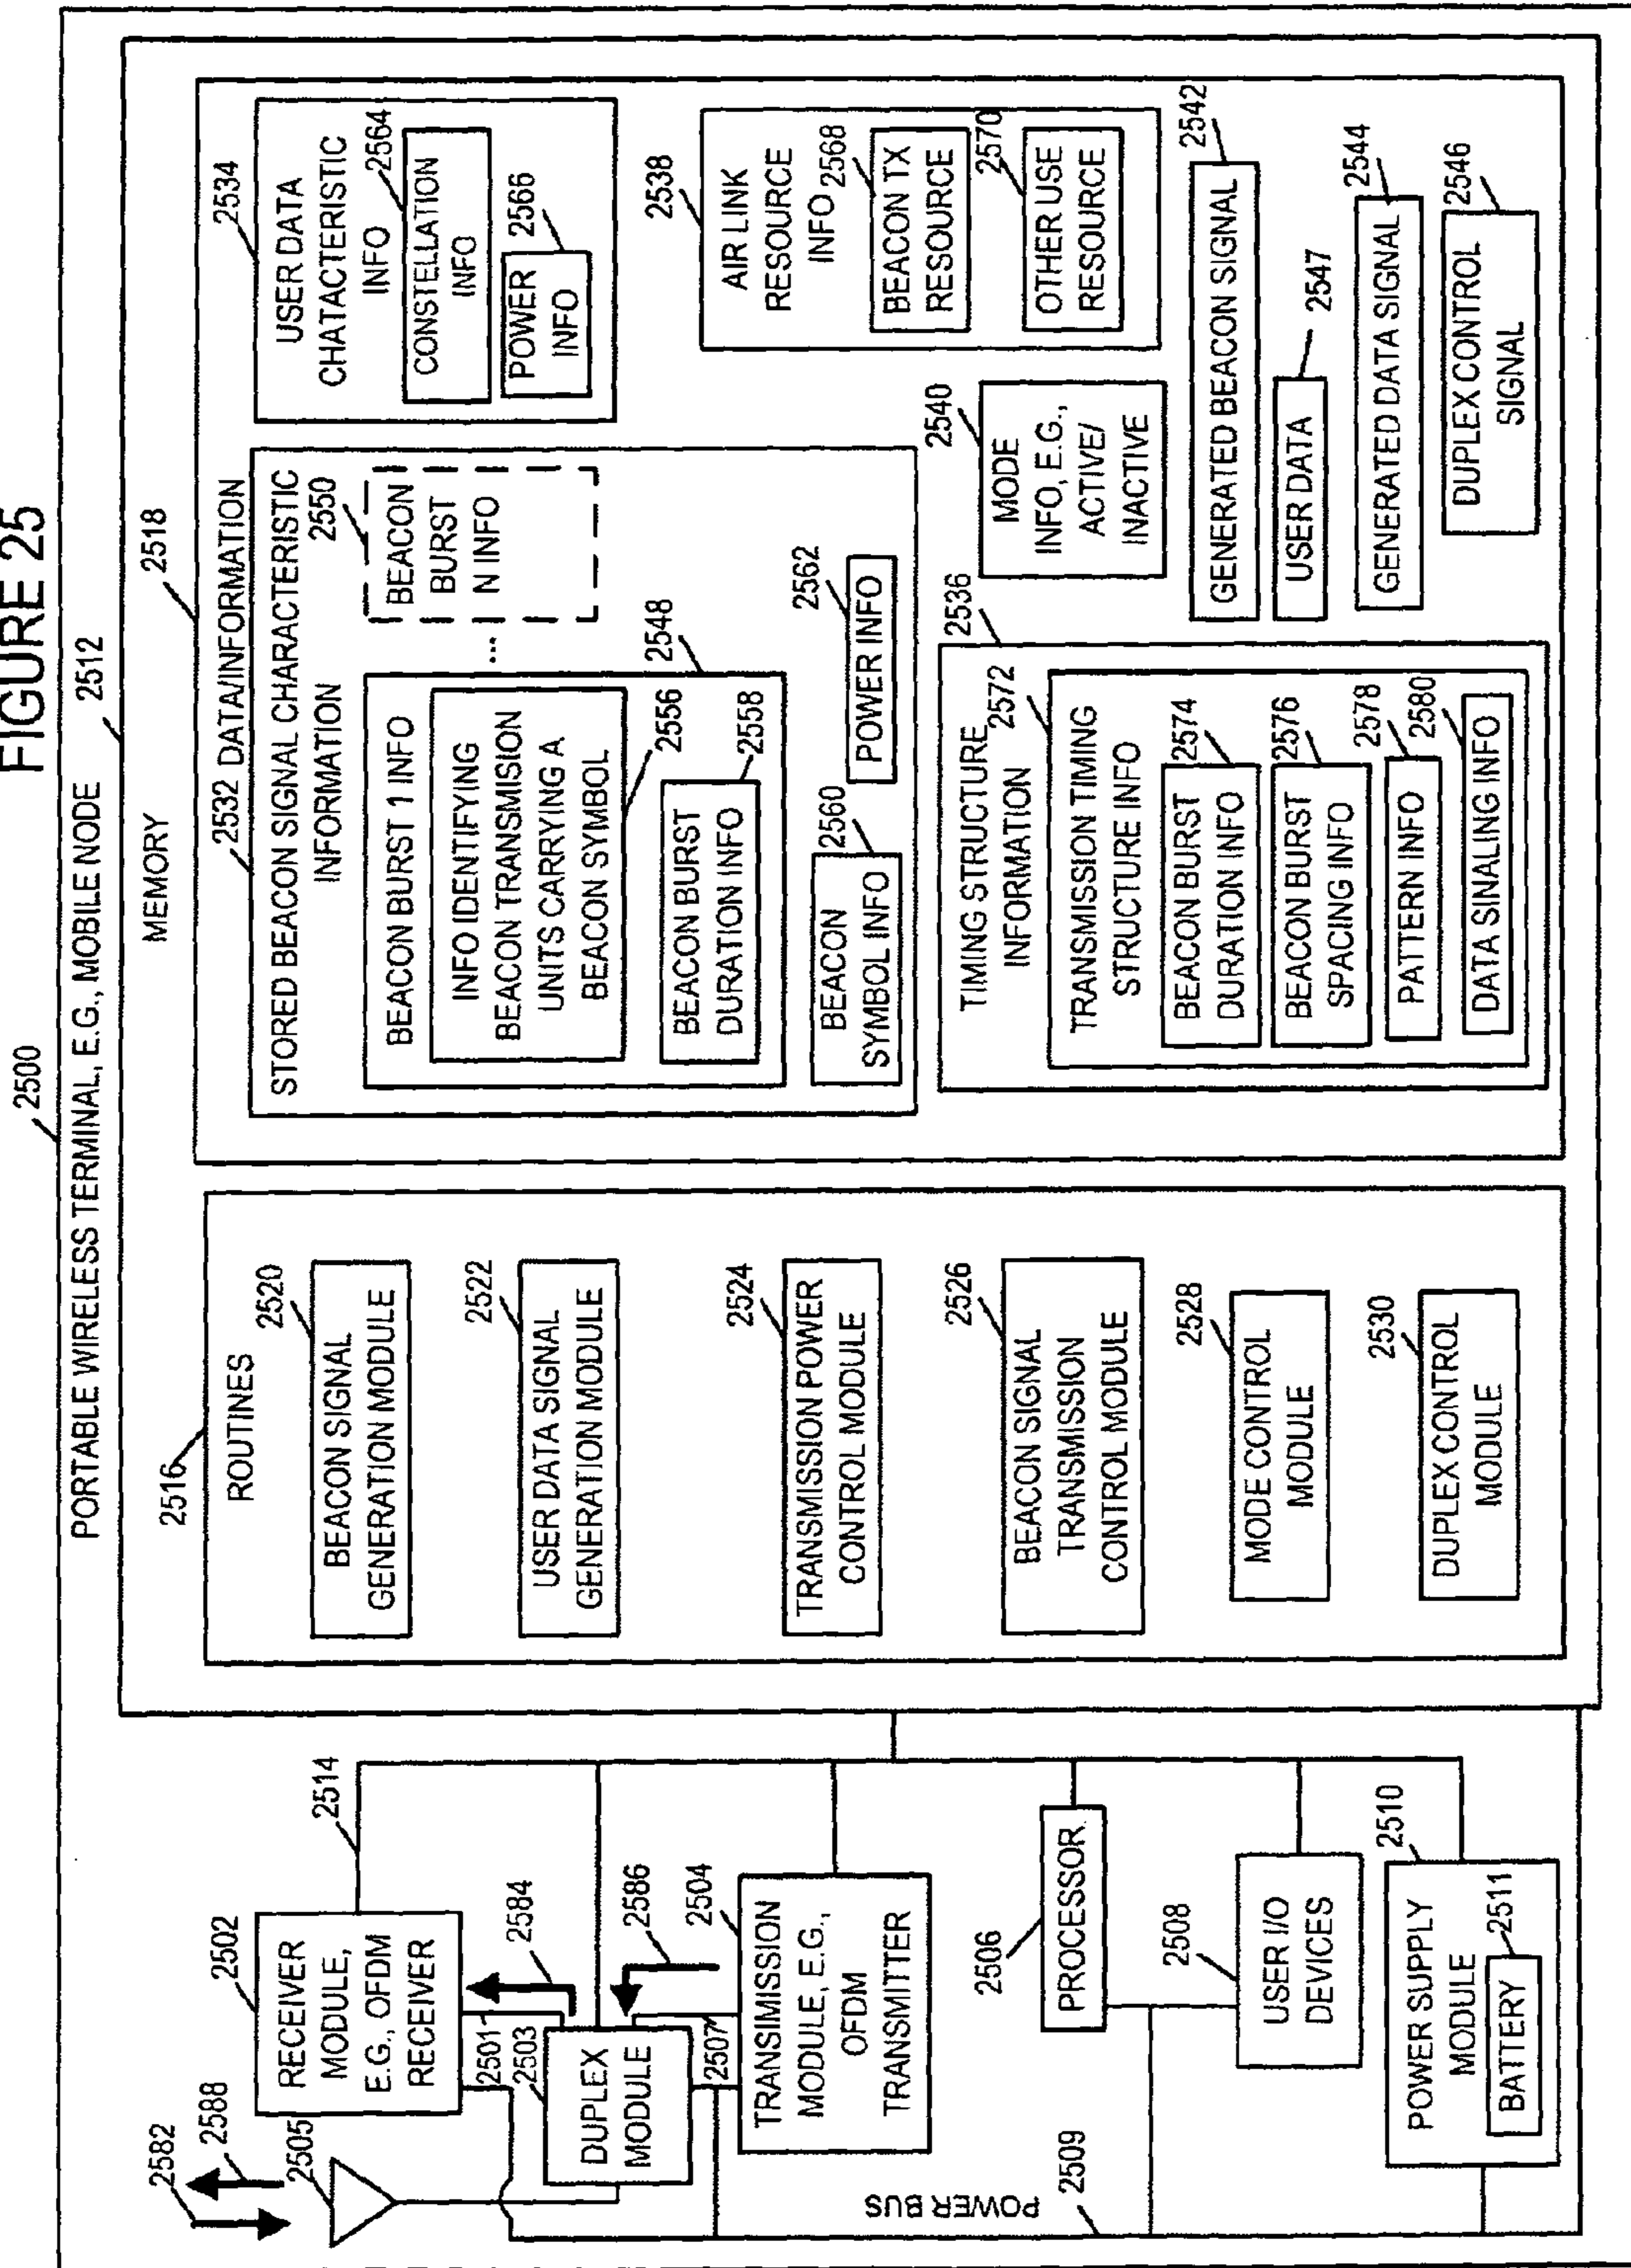 FIGURE 25
2500
PORTABLE WIRELESS TERMINAL, E.G., MOBILE NODE
2512
2582
2588
2505
2502
RECEIVER
MODULE,
E.G., OFDM
RECEIVER
2514
2501
2503
2584
DUPLEX
MODULE
2586
2507
2504
TRANSIMISSION
MODULE, E.G.,
OFDM
TRANSMITTER
POWER BUS
2509
2506
PROCESSOR
2508
USER I/O
DEVICES
2510
POWER SUPPLY
MODULE
2511
BATTERY
MEMORY
2516
ROUTINES
2520
BEACON SIGNAL
GENERATION MODULE
2522
USER DATA SIGNAL
GENERATION MODULE
2524
TRANSMISSION POWER
CONTROL MODULE
2526
BEACON SIGNAL
TRANSMISSION
CONTROL MODULE
2528
MODE CONTROL
MODULE
2530
DUPLEX CONTROL
MODULE
2518
2532 DATA/INFORMATION
STORED BEACON SIGNAL CHARACTERISTIC
INFORMATION
2550
BEACON
BURST
N INFO
...
2548
BEACON BURST 1 INFO
INFO IDENTIFYING
BEACON TRANSMISION
UNITS CARRYING A
BEACON SYMBOL
2556
2558
BEACON BURST
DURATION INFO
2560
BEACON
SYMBOL INFO
2562
POWER INFO
2534
USER DATA
CHATACTERISTIC
INFO
2564
CONSTELLATION
INFO
2566
POWER
INFO
2538
AIR LINK
RESOURCE
INFO
2568
BEACON TX
RESOURCE
2570
OTHER USE
RESOURCE
2536
TIMING STRUCTURE
INFORMATION
2572
TRANSMISSION TIMING
STRUCTURE INFO
2574
BEACON BURST
DURATION INFO
2576
BEACON BURST
SPACING INFO
2578
PATTERN INFO
2580
DATA SINALING INFO
2540
MODE
INFO, E.G.,
ACTIVE/
INACTIVE
2542
GENERATED BEACON SIGNAL
2547
USER DATA
2544
GENERATED DATA SIGNAL
2546
DUPLEX CONTROL
SIGNAL